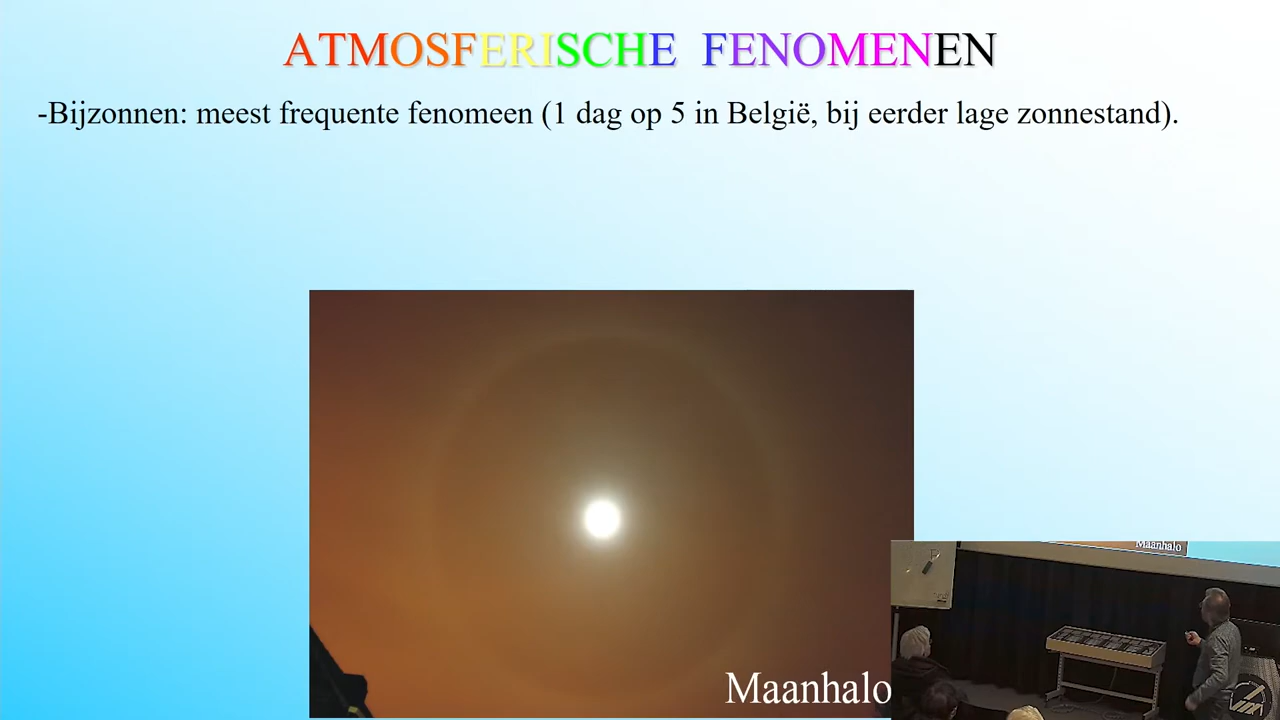 ATMOSFERISCHE FENOMENEN
-Bijzonnen: meest frequente fenomeen (1 dag op 5 in België, bij eerder lage zonnestand).
Maanhalo
Maanhalo